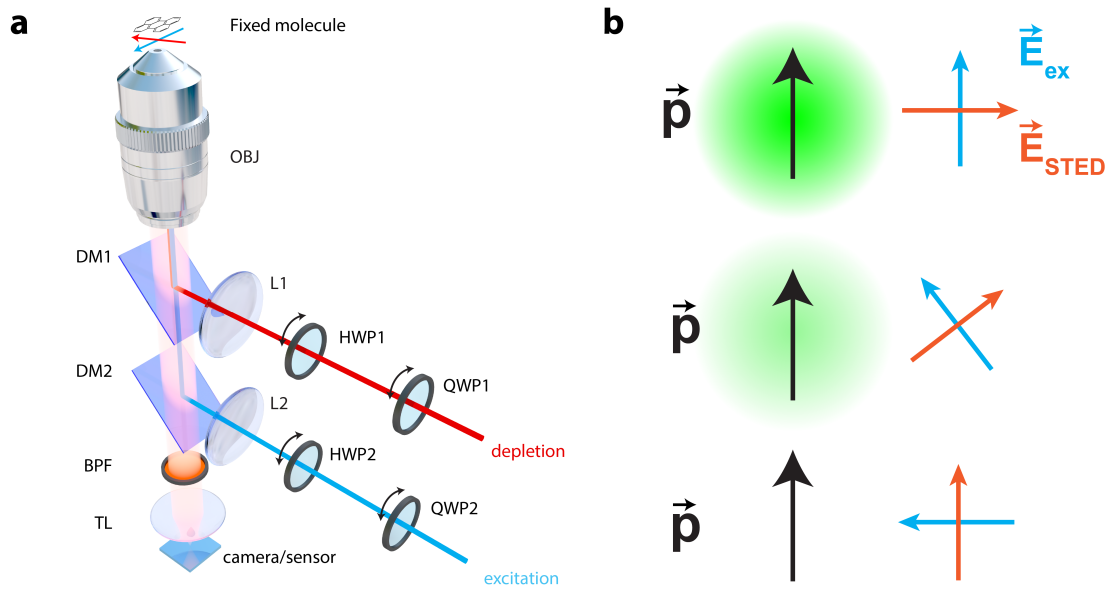 a
Fixed molecule
OBJ
DM1
L1
HWP1
QWP1
depletion
DM2
L2
HWP2
QWP2
excitation
BPF
TL
camera/sensor
b
p
E ex
E STED
p
p